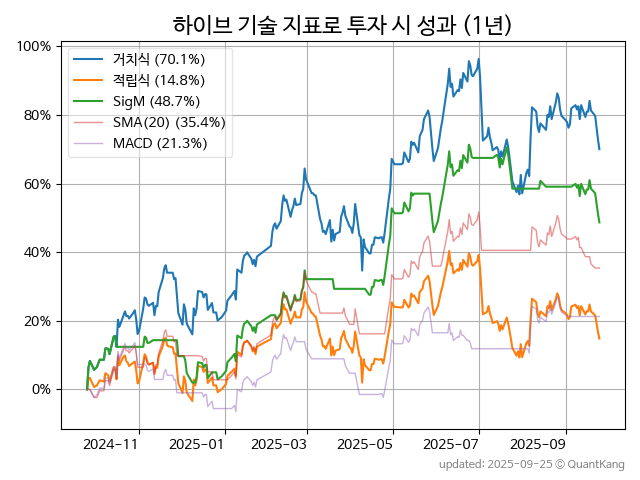 하이브 기술 지표로 투자 시 성과 (1년)
100%
80%
60%
40%
20%
0%
거치식 (70.1%)
적립식 (14.8%)
SigM (48.7%)
SMA(20) (35.4%)
MACD (21.3%)
2024-11
2025-01
2025-03
2025-05
2025-07
2025-09
updated: 2025-09-25 © QuantKang